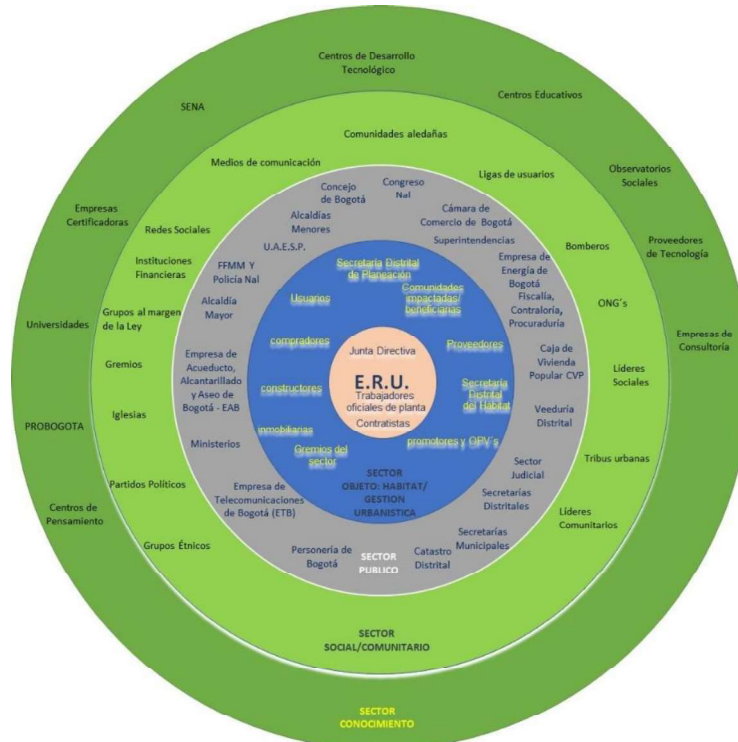 Centros de Desarrollo
Tecnológico
Centros Educativos
SENA
Observatorios
Sociales
Empresas
Certificadoras
Proveedores
de Tecnología
Universidades
Empresas de
Consultoría
PROBOGOTA
Centros de
Pensamiento
SECTOR
CONOCIMIENTO
Comunidades aledañas
Medios de comunicación
Ligas de usuarios
Redes Sociales
Bomberos
Instituciones
Financieras
ONG´s
Grupos al margen
de la Ley
Gremios
Líderes
Sociales
Iglesias
Tribus urbanas
Partidos Políticos
Líderes
Comunitarios
Grupos Étnicos
SECTOR
SOCIAL/COMUNITARIO
Concejo
de Bogotá
Congreso
Nal
Alcaldías
Menores
Cámara de
Comercio de Bogotá
U.A.E.S.P.
Superintendencias
FFMM Y
Policía Nal
Empresa de
Energía de
Bogotá
Fiscalía,
Contraloría,
Procuraduría
Alcaldía
Mayor
Empresa de
Acueducto,
Alcantarillado
y Aseo de
Bogotá - EAB
Caja de
Vivienda
Popular CVP
Veeduría
Distrital
Ministerios
Sector
Judicial
Empresa de
Telecomunicaciones
de Bogotá (ETB)
Secretarías
Distritales
Secretarías
Municipales
Personería de
Bogotá
Catastro
Distrital
SECTOR
PUBLICO
Secretaría Distrital
de Planeación
Usuarios
Comunidades
impactadas/
beneficiarias
compradores
Proveedores
constructores
Secretaría
Distrital
del Hábitat
inmobiliarias
promotores y OPV´s
Gremios del
sector
SECTOR
OBJETO: HABITAT/
GESTION
URBANISTICA
Junta Directiva
E.R.U.
Trabajadores
oficiales de planta
Contratistas